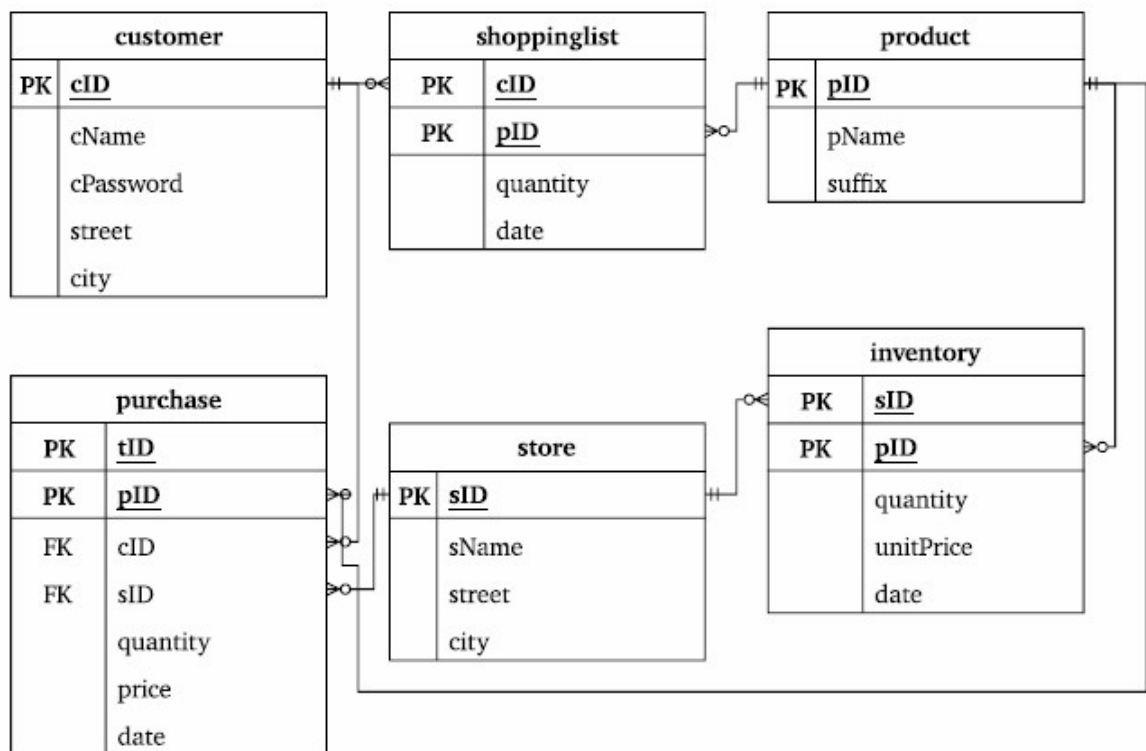 customer
PK cID
cName
cPassword
street
city
shoppinglist
PK cID
PK pID
quantity
date
product
PK pID
pName
suffix
purchase
PK tID
PK pID
FK cID
FK sID
quantity
price
date
store
PK sID
sName
street
city
inventory
PK sID
PK pID
quantity
unitPrice
date